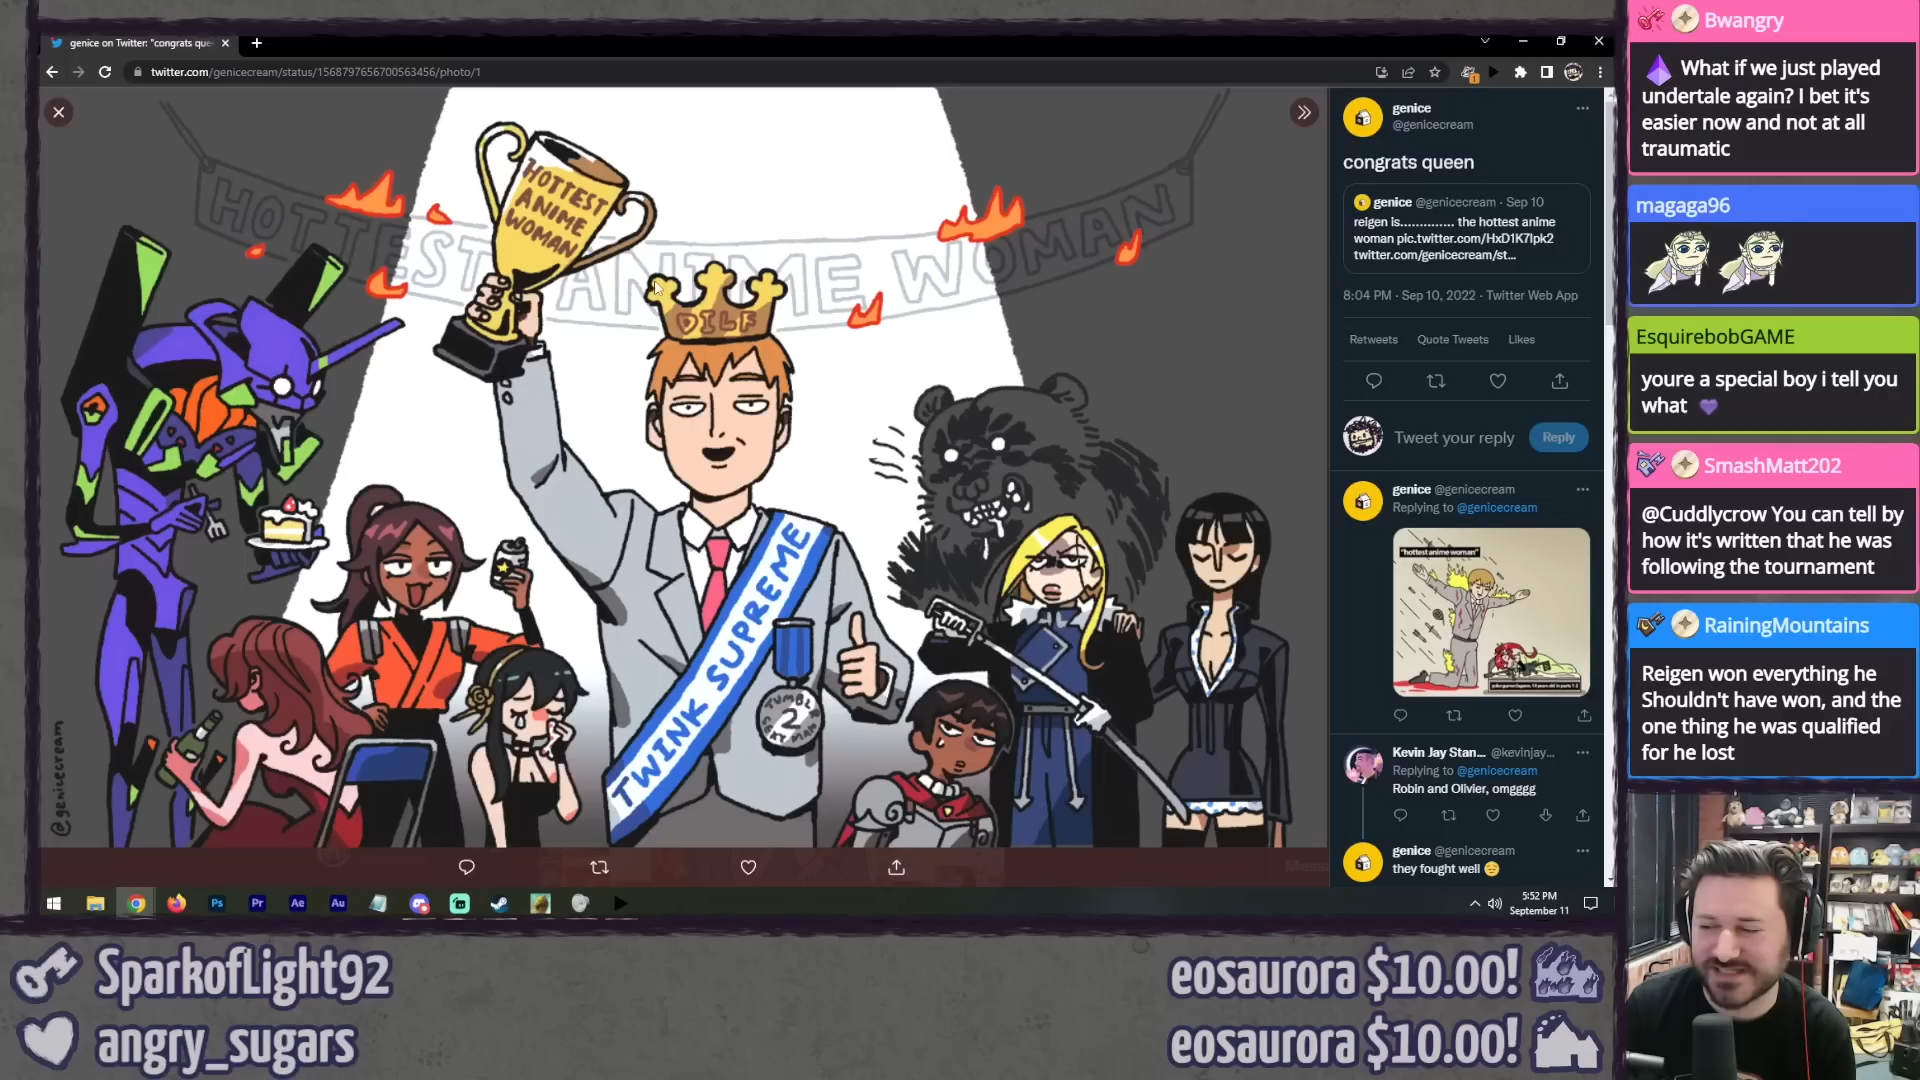 genice on Twitter: "congrats que
twitter.com/genicecream/status/1568797656700563456/photo/1
HOTTEST ANIME WOMAN
HOTTEST
ANIME
WOMAN
DILF
TWINK SUPREME
2
@genicecream
genice
@genicecream
congrats queen
genice @genicecream · Sep 10
reigen is.............. the hottest anime
woman pic.twitter.com/HxD1K7lpk2
twitter.com/genicecream/st...
8:04 PM · Sep 10, 2022 · Twitter Web App
Retweets Quote Tweets Likes
Tweet your reply Reply
genice @genicecream
Replying to @genicecream
"hottest anime woman"
Kevin Jay Stan... @kevinjay...
Replying to @genicecream
Robin and Olivier, omgggg
genice @genicecream
they fought well
Ps Pr Ae Au
5:52 PM
September 11
Bwangry
What if we just played
undertale again? I bet it's
easier now and not at all
traumatic
magaga96
EsquirebobGAME
youre a special boy i tell you
what
SmashMatt202
@Cuddlycrow You can tell by
how it's written that he was
following the tournament
RainingMountains
Reigen won everything he
Shouldn't have won, and the
one thing he was qualified
for he lost
SparkofLight92
angry_sugars
eosaurora $10.00!
eosaurora $10.00!